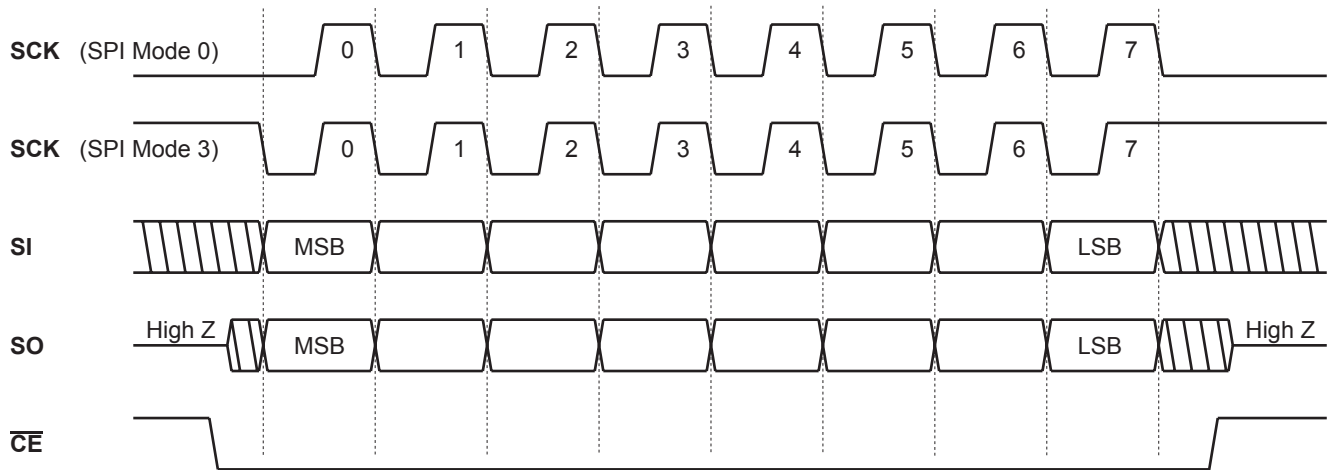 SCK (SPI Mode 0) 0 1 2 3 4 5 6 7
SCK (SPI Mode 3) 0 1 2 3 4 5 6 7
SI MSB LSB
High Z High Z
SO MSB LSB
C̅E̅